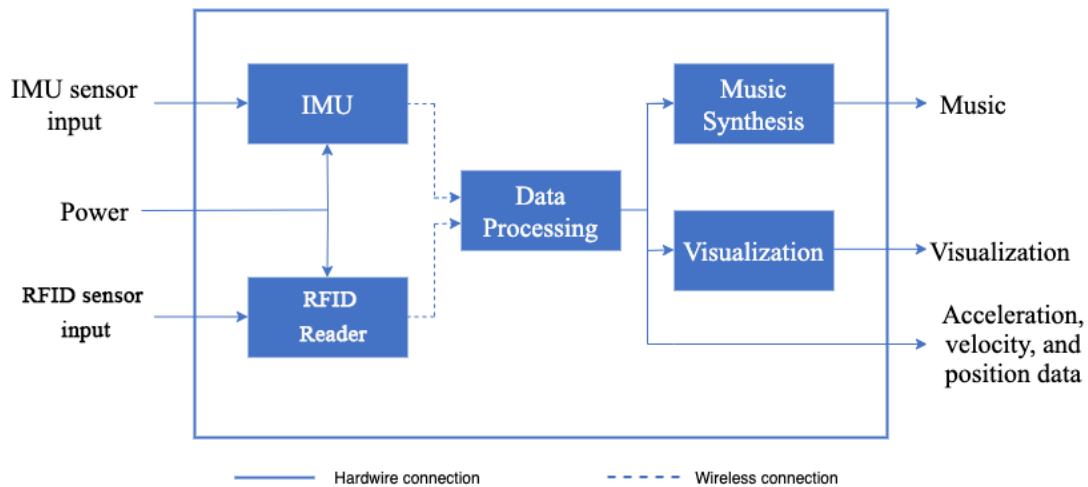 IMU sensor
input
IMU
Music
Synthesis
Music
Power
Data
Processing
Visualization
Visualization
RFID sensor
input
RFID
Reader
Acceleration,
velocity, and
position data
Hardwire connection
Wireless connection